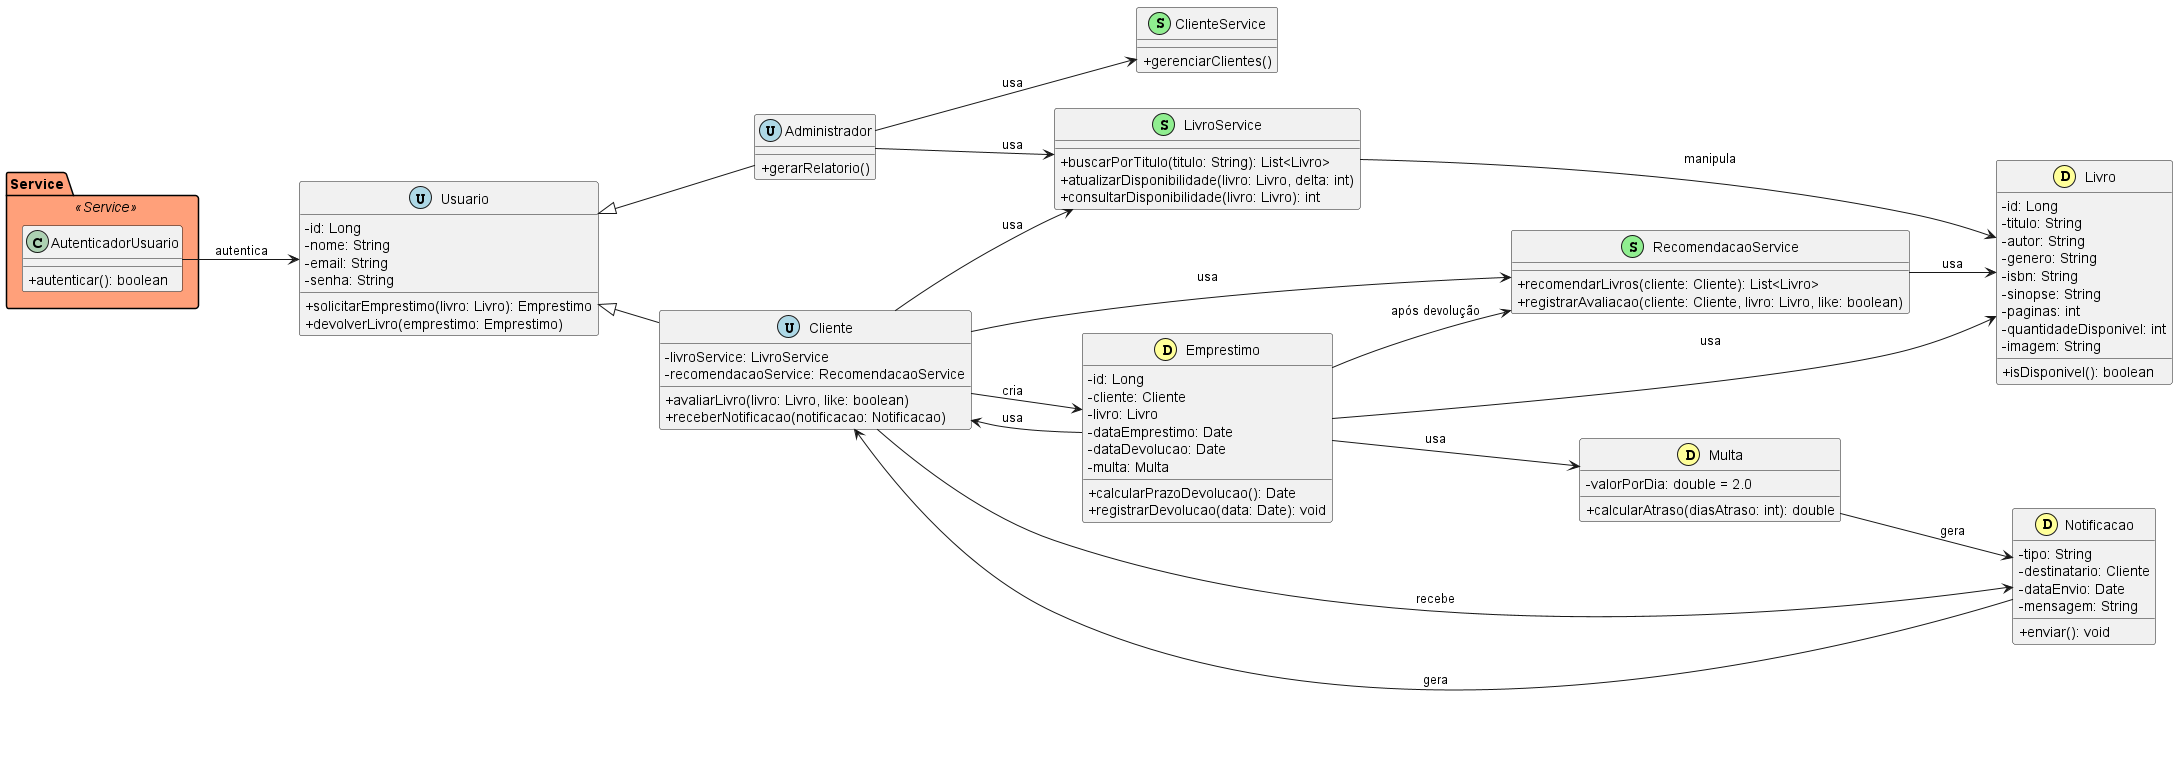 Service
«Service»
C AutenticadorUsuario
+autenticar(): boolean
autentica
U Usuario
-id: Long
-nome: String
-email: String
-senha: String
+solicitarEmprestimo(livro: Livro): Emprestimo
+devolverLivro(emprestimo: Emprestimo)
U Administrador
+gerarRelatorio()
usa
usa
S ClienteService
+gerenciarClientes()
S LivroService
+buscarPorTitulo(titulo: String): List<Livro>
+atualizarDisponibilidade(livro: Livro, delta: int)
+consultarDisponibilidade(livro: Livro): int
manipula
U Cliente
-livroService: LivroService
-recomendacaoService: RecomendacaoService
+avaliarLivro(livro: Livro, like: boolean)
+receberNotificacao(notificacao: Notificacao)
usa
usa
cria
usa
D Emprestimo
-id: Long
-cliente: Cliente
-livro: Livro
-dataEmprestimo: Date
-dataDevolucao: Date
-multa: Multa
+calcularPrazoDevolucao(): Date
+registrarDevolucao(data: Date): void
após devolução
usa
usa
S RecomendacaoService
+recomendarLivros(cliente: Cliente): List<Livro>
+registrarAvaliacao(cliente: Cliente, livro: Livro, like: boolean)
usa
D Livro
-id: Long
-titulo: String
-autor: String
-genero: String
-isbn: String
-sinopse: String
-paginas: int
-quantidadeDisponivel: int
-imagem: String
+isDisponivel(): boolean
D Multa
-valorPorDia: double = 2.0
+calcularAtraso(diasAtraso: int): double
gera
D Notificacao
-tipo: String
-destinatario: Cliente
-dataEnvio: Date
-mensagem: String
+enviar(): void
recebe
gera